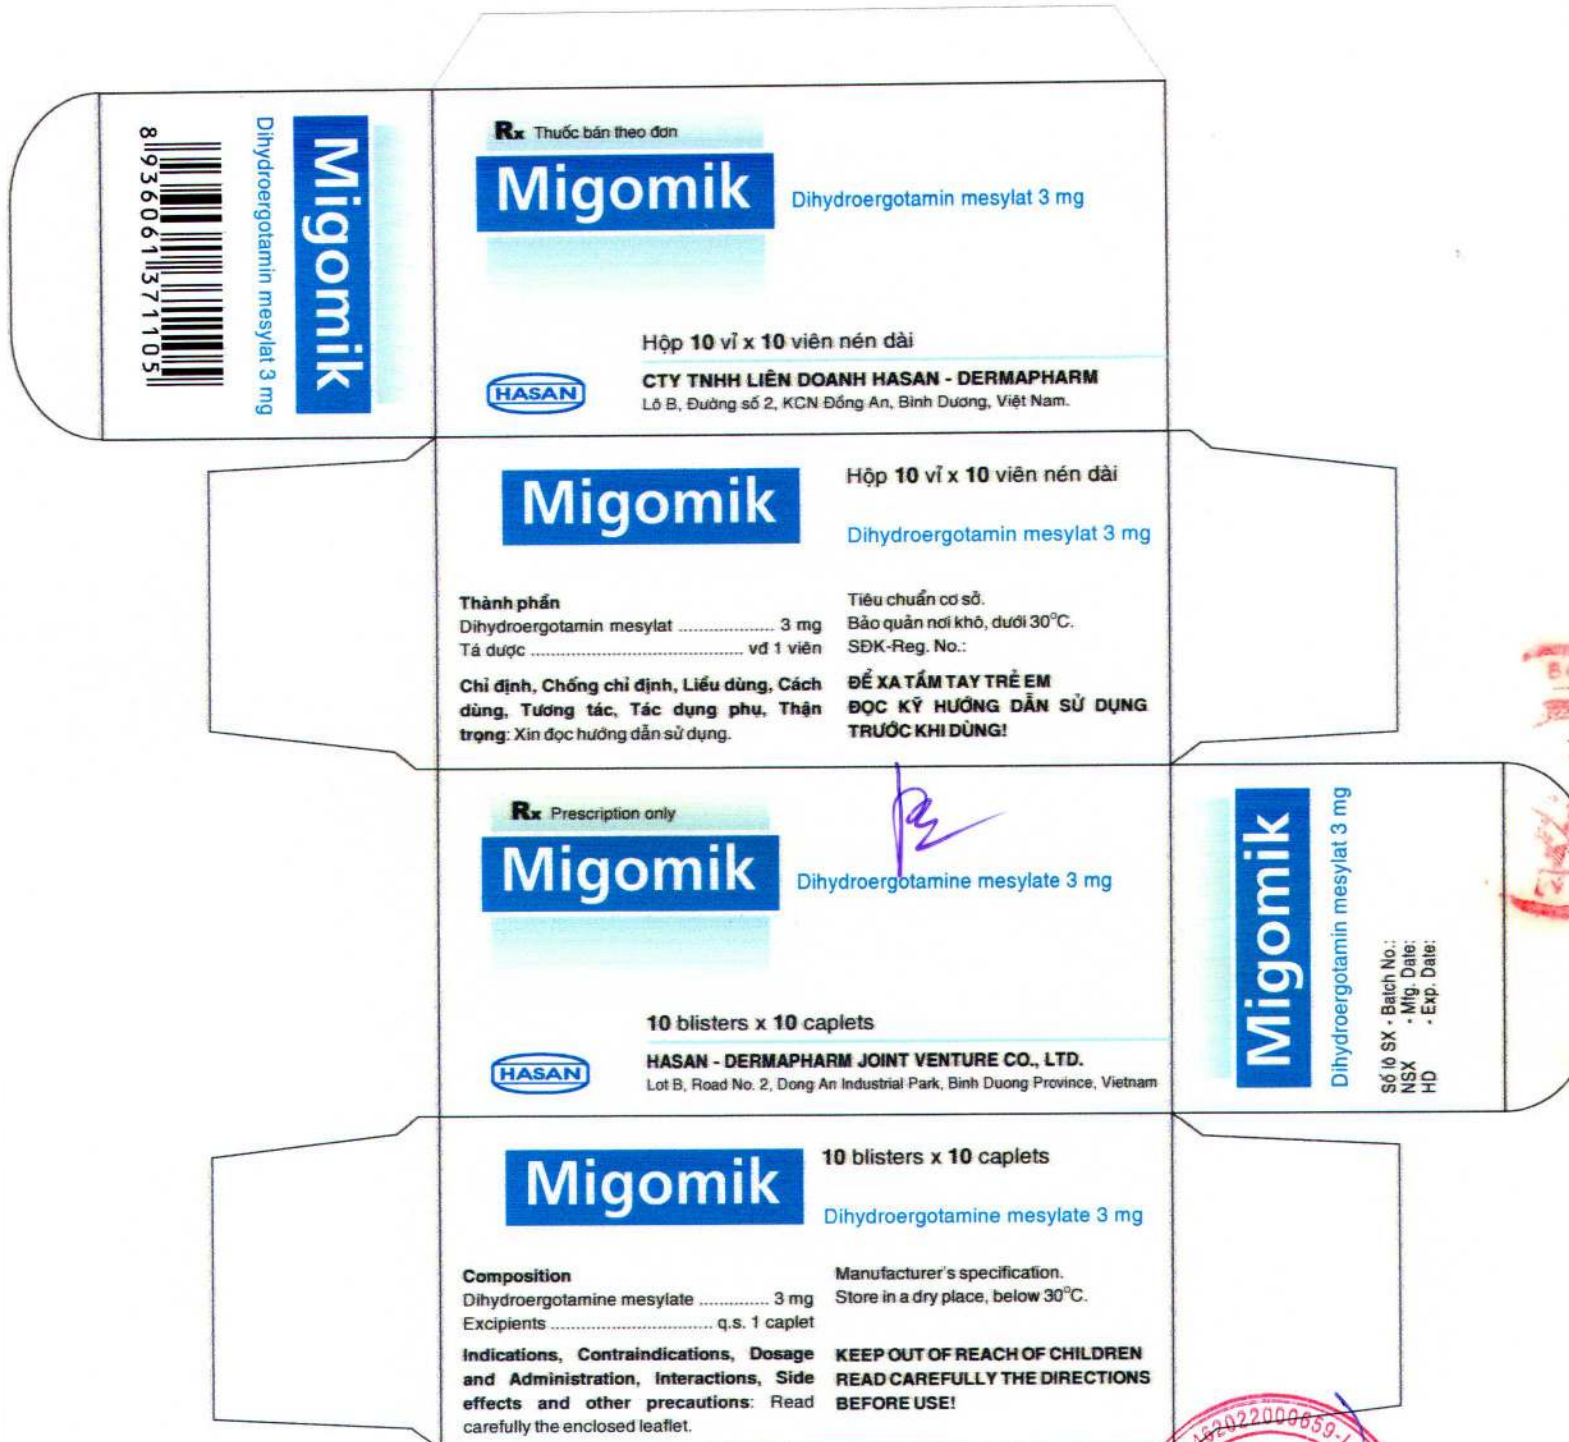 8 936061 371105
Dihydroergotamin mesylat 3 mg
Migomik
Rx Thuốc bán theo đơn
Migomik
Dihydroergotamin mesylat 3 mg
Hộp 10 vỉ x 10 viên nén dài
HASAN
CTY TNHH LIÊN DOANH HASAN - DERMAPHARM
Lô B, Đường số 2, KCN Đồng An, Bình Dương, Việt Nam.
Migomik
Hộp 10 vỉ x 10 viên nén dài
Dihydroergotamin mesylat 3 mg
Thành phần
Dihydroergotamin mesylat .................... 3 mg
Tá dược ............................................ vđ 1 viên
Chỉ định, Chống chỉ định, Liều dùng, Cách
dùng, Tương tác, Tác dụng phụ, Thận
trọng: Xin đọc hướng dẫn sử dụng.
Tiêu chuẩn cơ sở.
Bảo quản nơi khô, dưới 30°C.
SĐK-Reg. No.:
ĐỂ XA TẦM TAY TRẺ EM
ĐỌC KỸ HƯỚNG DẪN SỬ DỤNG
TRƯỚC KHI DÙNG!
Rx Prescription only
Migomik
Dihydroergotamine mesylate 3 mg
10 blisters x 10 caplets
HASAN
HASAN - DERMAPHARM JOINT VENTURE CO., LTD.
Lot B, Road No. 2, Dong An Industrial Park, Binh Duong Province, Vietnam
Migomik
Dihydroergotamin mesylat 3 mg
Số lô SX - Batch No.:
NSX - Mfg. Date:
HD - Exp. Date:
Migomik
10 blisters x 10 caplets
Dihydroergotamine mesylate 3 mg
Composition
Dihydroergotamine mesylate .............. 3 mg
Excipients ................................. q.s. 1 caplet
Indications, Contraindications, Dosage
and Administration, Interactions, Side
effects and other precautions: Read
carefully the enclosed leaflet.
Manufacturer's specification.
Store in a dry place, below 30°C.
KEEP OUT OF REACH OF CHILDREN
READ CAREFULLY THE DIRECTIONS
BEFORE USE!